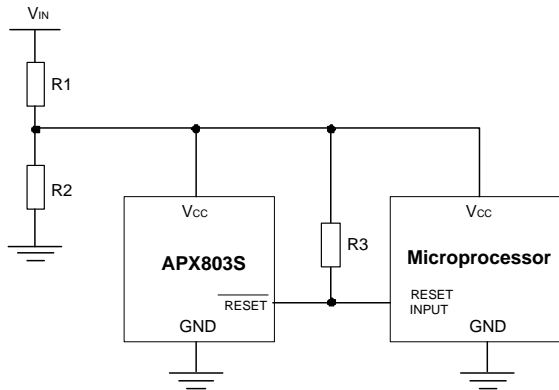 VIN
R1
R2
VCC
APX803S
RESET
GND
R3
VCC
Microprocessor
RESET
INPUT
GND